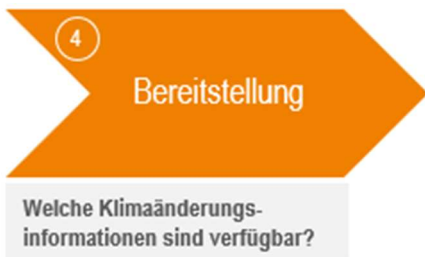 4
Bereitstellung
Welche Klimaänderungs-
informationen sind verfügbar?